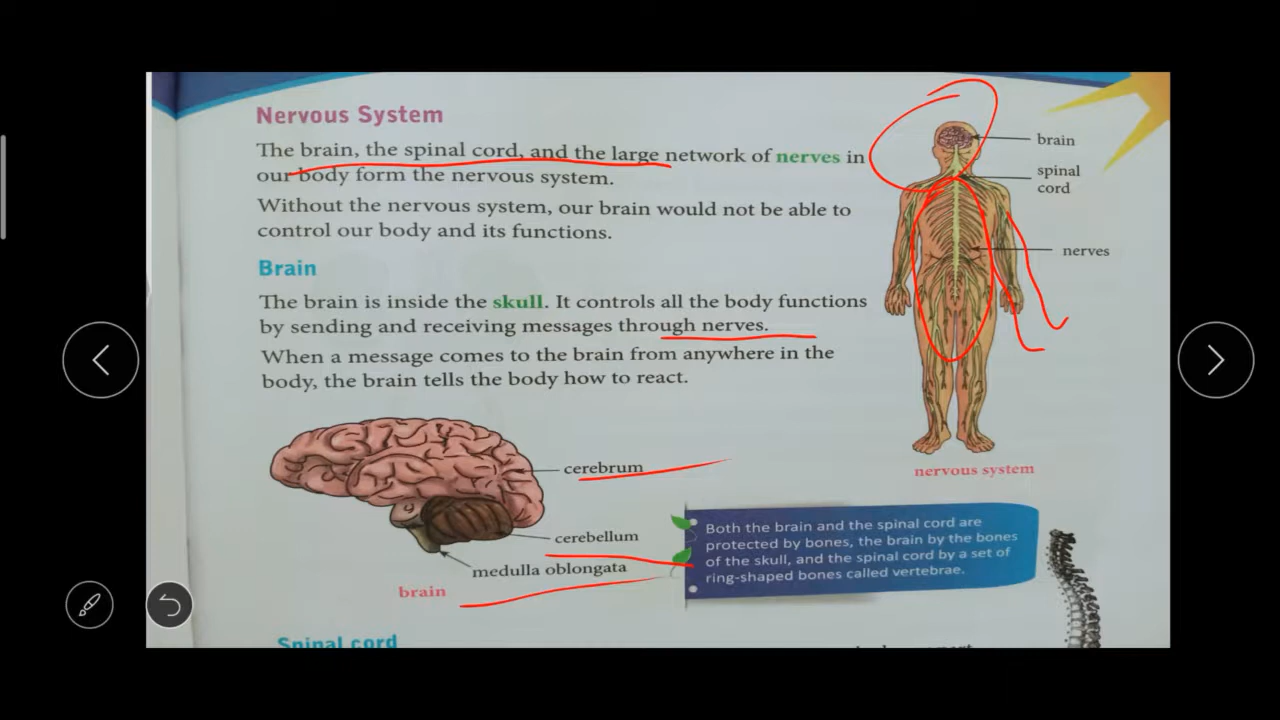 Nervous System
The brain, the spinal cord, and the large network of nerves in
our body form the nervous system.
Without the nervous system, our brain would not be able to
control our body and its functions.
Brain
The brain is inside the skull. It controls all the body functions
by sending and receiving messages through nerves.
When a message comes to the brain from anywhere in the
body, the brain tells the body how to react.
brain
spinal
cord
nerves
nervous system
cerebrum
cerebellum
medulla oblongata
brain
Both the brain and the spinal cord are
protected by bones, the brain by the bones
of the skull, and the spinal cord by a set of
ring-shaped bones called vertebrae.
Spinal cord